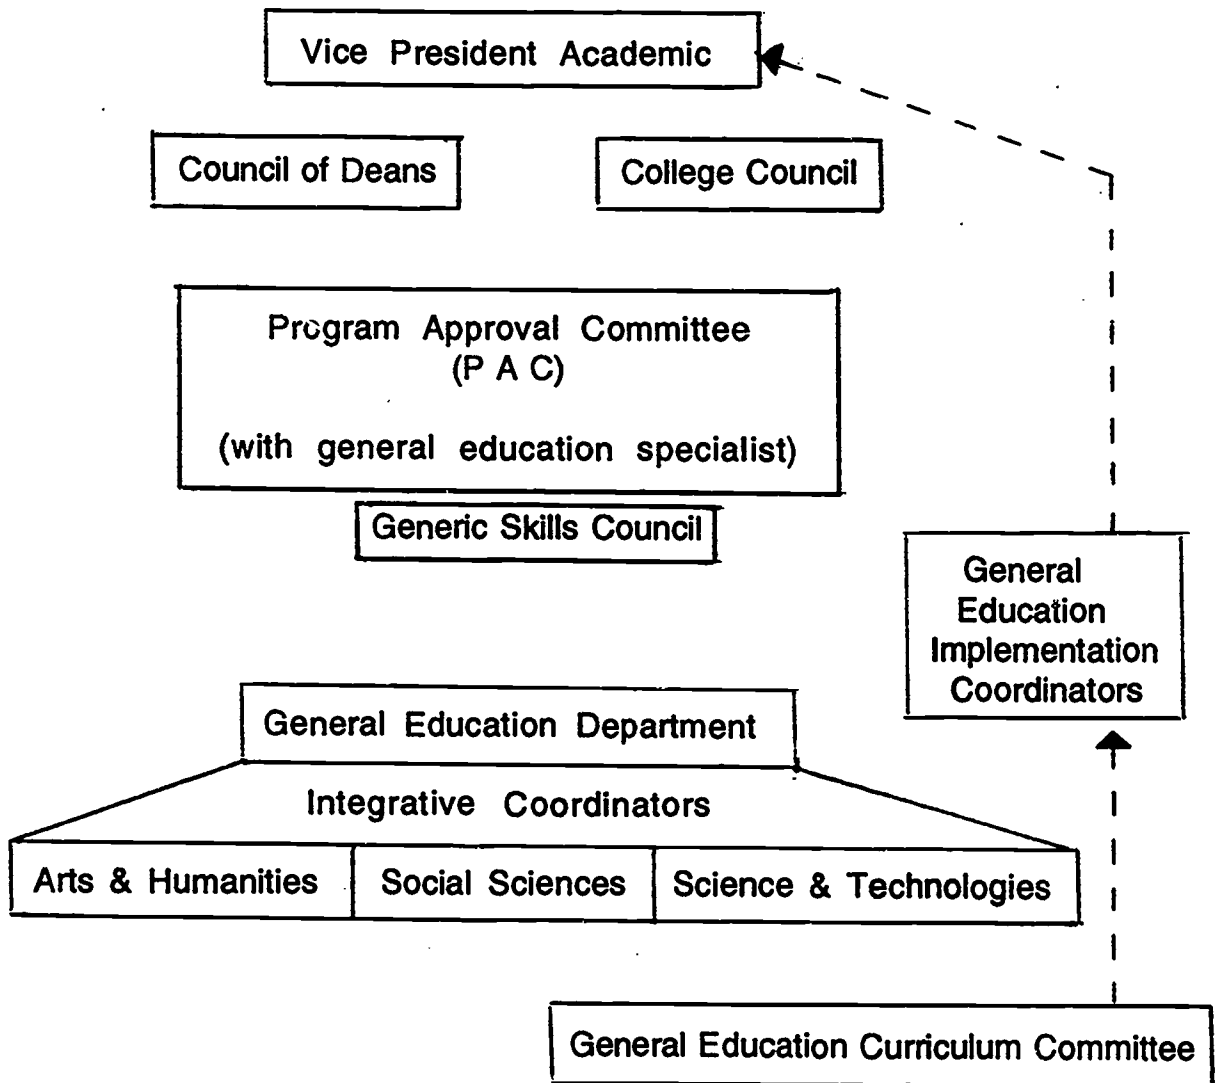 Vice President Academic
Council of Deans
College Council
Program Approval Committee
(P A C)
(with general education specialist)
Generic Skills Council
General
Education
Implementation
Coordinators
General Education Department
Integrative Coordinators
Arts & Humanities
Social Sciences
Science & Technologies
General Education Curriculum Committee